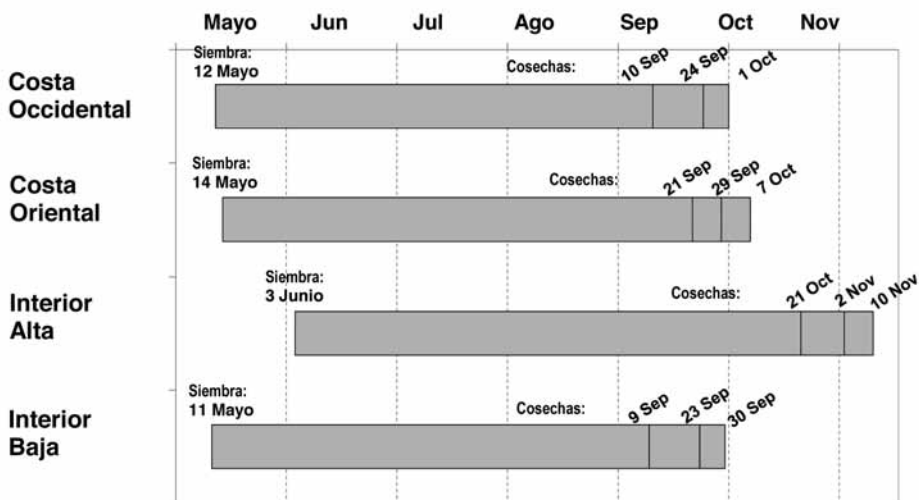 Mayo Jun Jul Ago Sep Oct Nov
Costa
Occidental
Siembra:
12 Mayo
Cosechas:
10 Sep
24 Sep
1 Oct
Costa
Oriental
Siembra:
14 Mayo
Cosechas:
21 Sep
29 Sep
7 Oct
Interior
Alta
Siembra:
3 Junio
Cosechas:
21 Oct
2 Nov
10 Nov
Interior
Baja
Siembra:
11 Mayo
Cosechas:
9 Sep
23 Sep
30 Sep